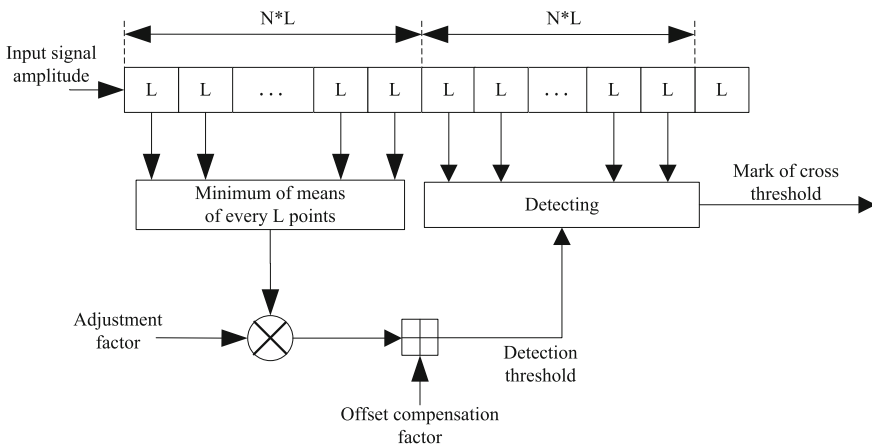 N*L N*L
Input signal
amplitude
L L ... L L L L ... L L L
Minimum of means
of every L points
Detecting
Mark of cross
threshold
Adjustment
factor
Detection
threshold
Offset compensation
factor